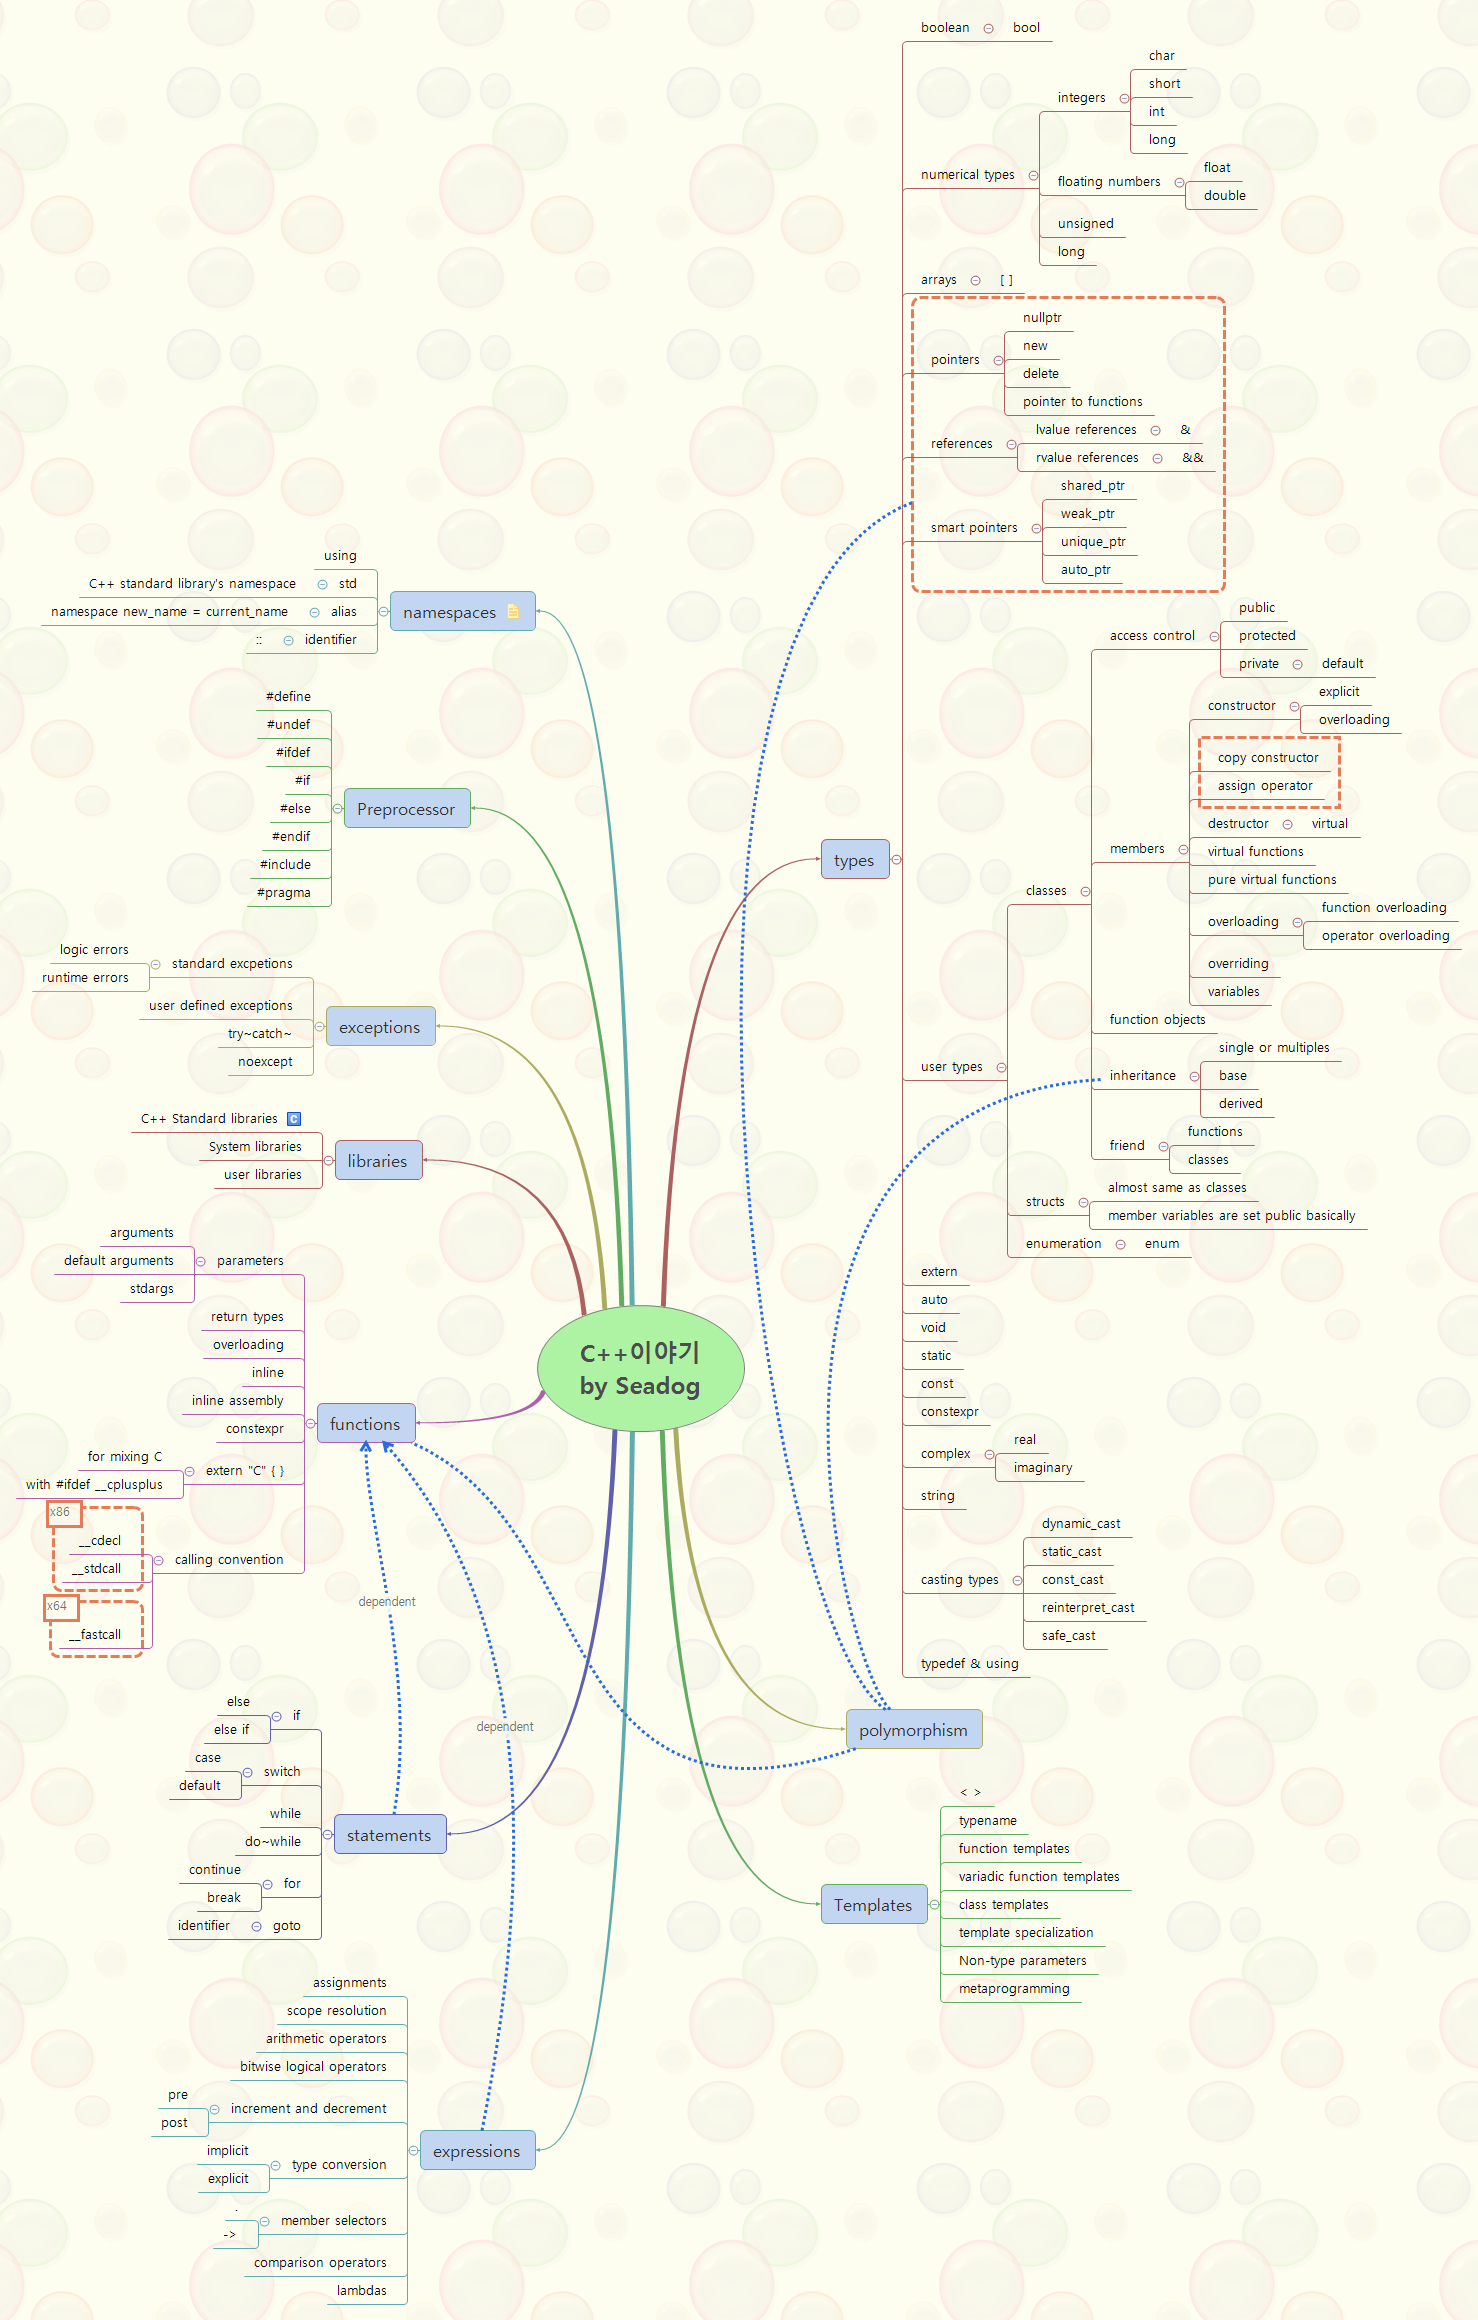 C++이야기
by Seadog
types
boolean
bool
numerical types
integers
char
short
int
long
floating numbers
float
double
unsigned
long
arrays
[ ]
pointers
nullptr
new
delete
pointer to functions
references
lvalue references
&
rvalue references
&&
smart pointers
shared_ptr
weak_ptr
unique_ptr
auto_ptr
user types
classes
access control
public
protected
private
default
members
constructor
explicit
overloading
copy constructor
assign operator
destructor
virtual
virtual functions
pure virtual functions
overloading
function overloading
operator overloading
overriding
variables
function objects
inheritance
single or multiples
base
derived
friend
functions
classes
structs
almost same as classes
member variables are set public basically
enumeration
enum
extern
auto
void
static
const
constexpr
complex
real
imaginary
string
casting types
dynamic_cast
static_cast
const_cast
reinterpret_cast
safe_cast
typedef & using
polymorphism
Templates
< >
typename
function templates
variadic function templates
class templates
template specialization
Non-type parameters
metaprogramming
namespaces
using
std
C++ standard library's namespace
alias
namespace new_name = current_name
identifier
::
Preprocessor
#define
#undef
#ifdef
#if
#else
#endif
#include
#pragma
exceptions
standard excpetions
logic errors
runtime errors
user defined exceptions
try~catch~
noexcept
libraries
C++ Standard libraries
C
System libraries
user libraries
functions
parameters
arguments
default arguments
stdargs
return types
overloading
inline
inline assembly
constexpr
extern "C" { }
for mixing C
with #ifdef __cplusplus
calling convention
x86
__cdecl
__stdcall
x64
__fastcall
dependent
dependent
statements
if
else
else if
switch
case
default
while
do~while
for
continue
break
goto
identifier
expressions
assignments
scope resolution
arithmetic operators
bitwise logical operators
increment and decrement
pre
post
type conversion
implicit
explicit
member selectors
.
->
comparison operators
lambdas